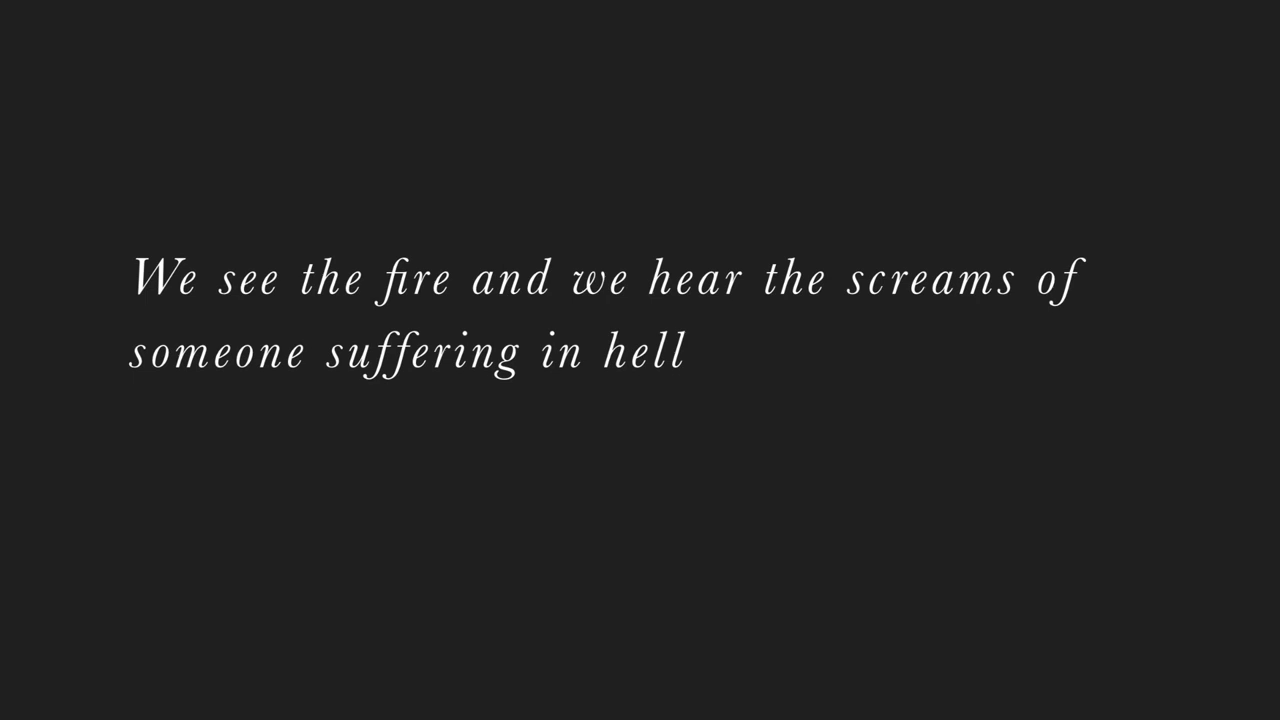 We see the fire and we hear the screams of
someone suffering in hell